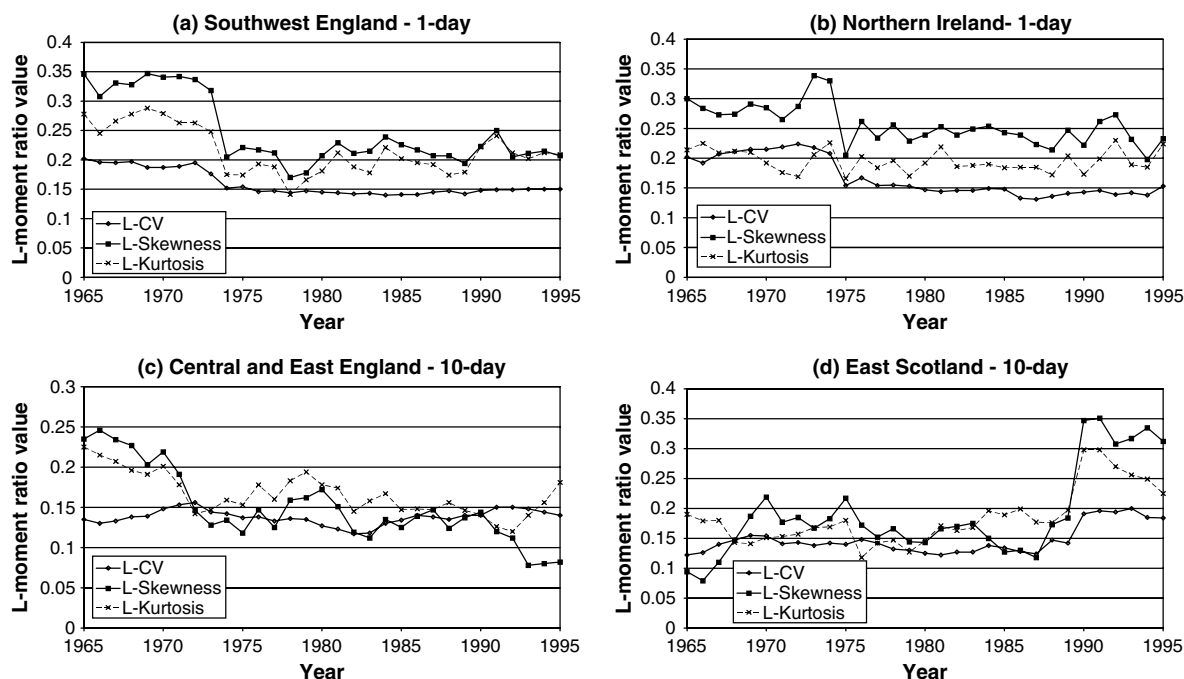 (a) Southwest England - 1-day
L-moment ratio value
0.4
0.35
0.3
0.25
0.2
0.15
0.1
0.05
0
L-CV
L-Skewness
L-Kurtosis
1965 1970 1975 1980 1985 1990 1995
Year
(b) Northern Ireland- 1-day
L-moment ratio value
0.4
0.35
0.3
0.25
0.2
0.15
0.1
0.05
0
L-CV
L-Skewness
L-Kurtosis
1965 1970 1975 1980 1985 1990 1995
Year
(c) Central and East England - 10-day
L-moment ratio value
0.3
0.25
0.2
0.15
0.1
0.05
0
L-CV
L-Skewness
L-Kurtosis
1965 1970 1975 1980 1985 1990 1995
Year
(d) East Scotland - 10-day
L-moment ratio value
0.4
0.35
0.3
0.25
0.2
0.15
0.1
0.05
0
L-CV
L-Skewness
L-Kurtosis
1965 1970 1975 1980 1985 1990 1995
Year